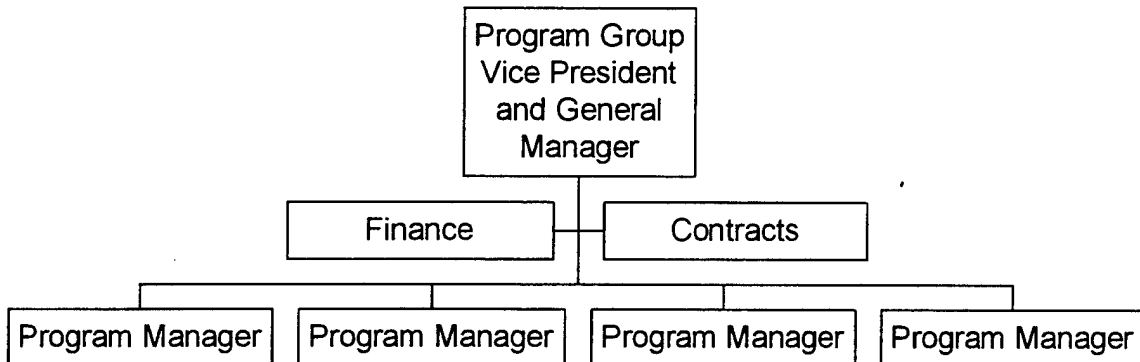 Program Group
Vice President
and General
Manager
Finance
Contracts
Program Manager
Program Manager
Program Manager
Program Manager